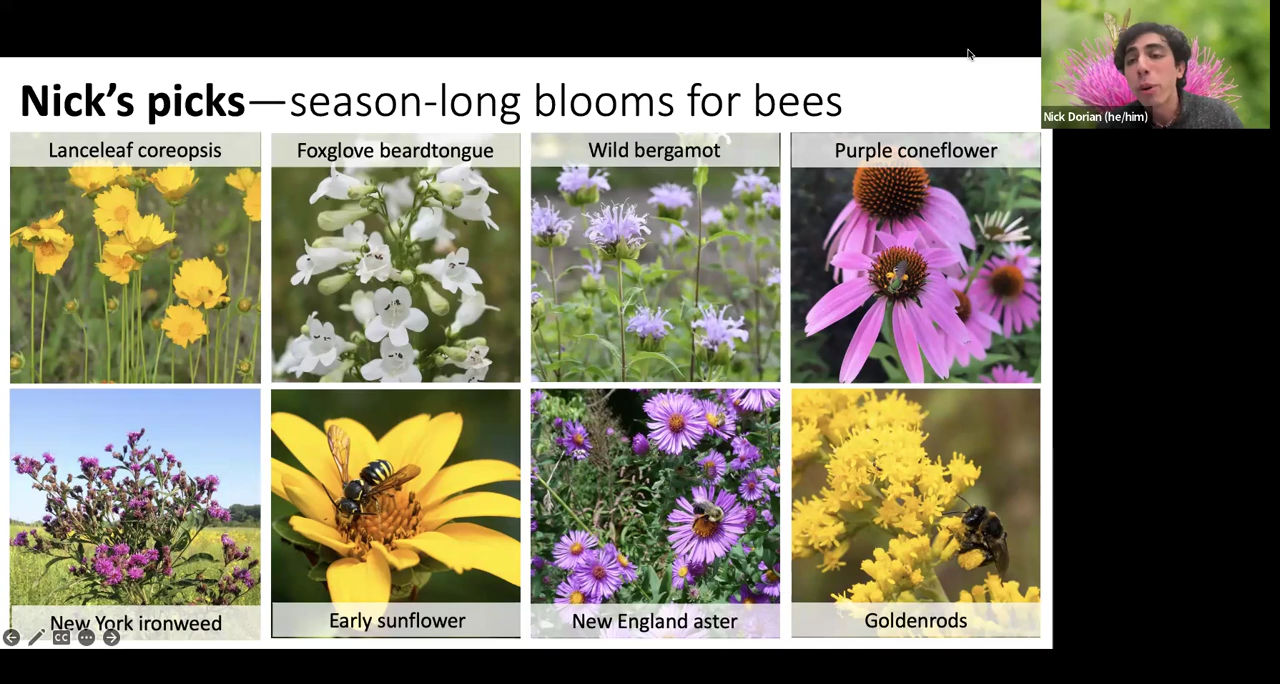 Nick's picks—season-long blooms for bees
Nick Dorian (he/him)
Lanceleaf coreopsis
Foxglove beardtongue
Wild bergamot
Purple coneflower
New York ironweed
Early sunflower
New England aster
Goldenrods
CC